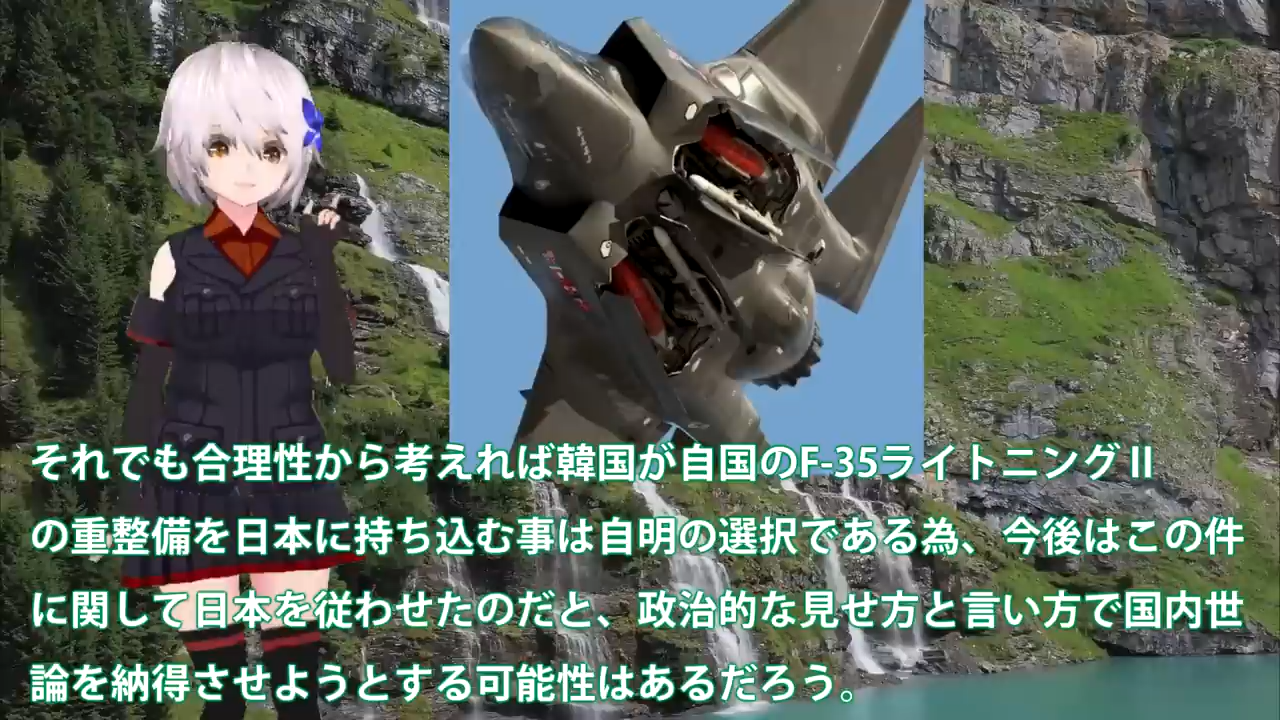 それでも合理性から考えれば韓国が自国のF-35ライトニングⅡ
の重整備を日本に持ち込む事は自明の選択である為、今後はこの件
に関して日本を従わせたのだと、政治的な見せ方と言い方で国内世
論を納得させようとする可能性はあるだろう。